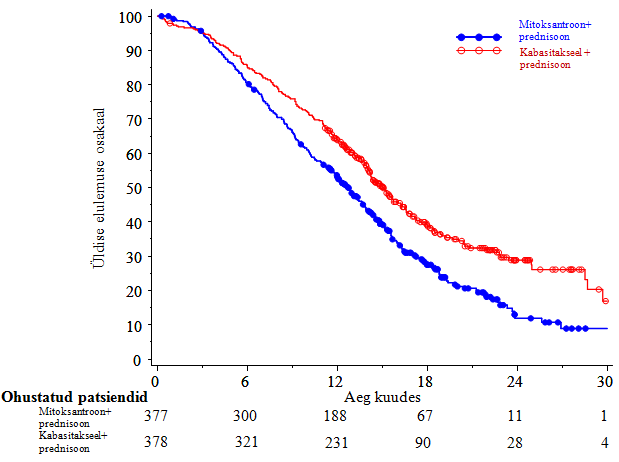 Mitoksantroon+
prednisoon
Kabasitakseel+
prednisoon
Üldise elulemuse osakaal
100
90
80
70
60
50
40
30
20
10
0
0 6 12 18 24 30
Aeg kuudes
Ohustatud patsiendid
Mitoksantroon+
prednisoon
377 300 188 67 11 1
Kabasitakseel+
prednisoon
378 321 231 90 28 4